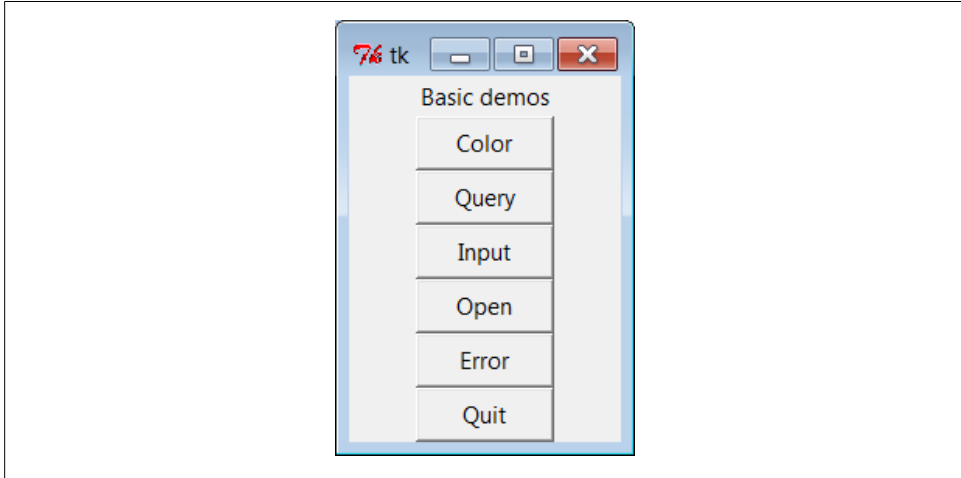 tk
Basic demos
Color
Query
Input
Open
Error
Quit